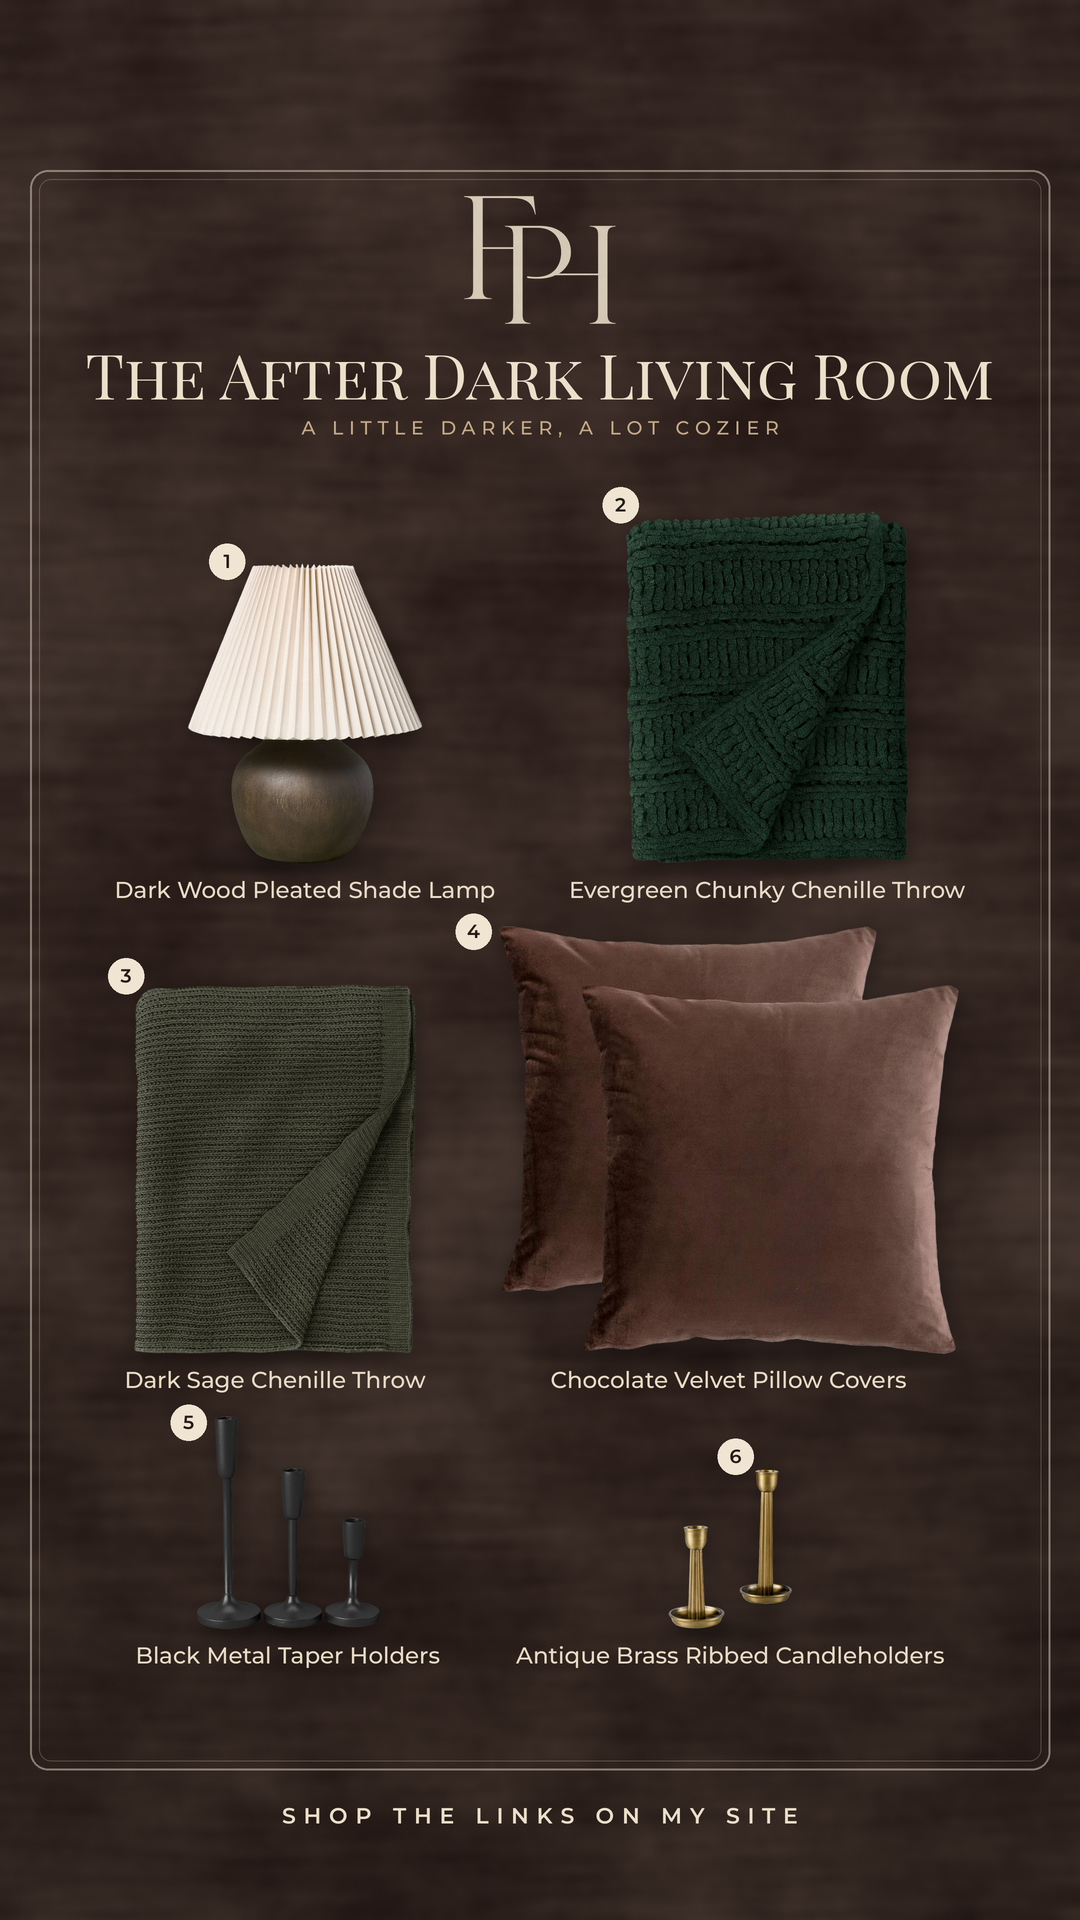 FPH
THE AFTER DARK LIVING ROOM
A LITTLE DARKER, A LOT COZIER
1
2
Dark Wood Pleated Shade Lamp
Evergreen Chunky Chenille Throw
3
4
Dark Sage Chenille Throw
Chocolate Velvet Pillow Covers
5
6
Black Metal Taper Holders
Antique Brass Ribbed Candleholders
SHOP THE LINKS ON MY SITE